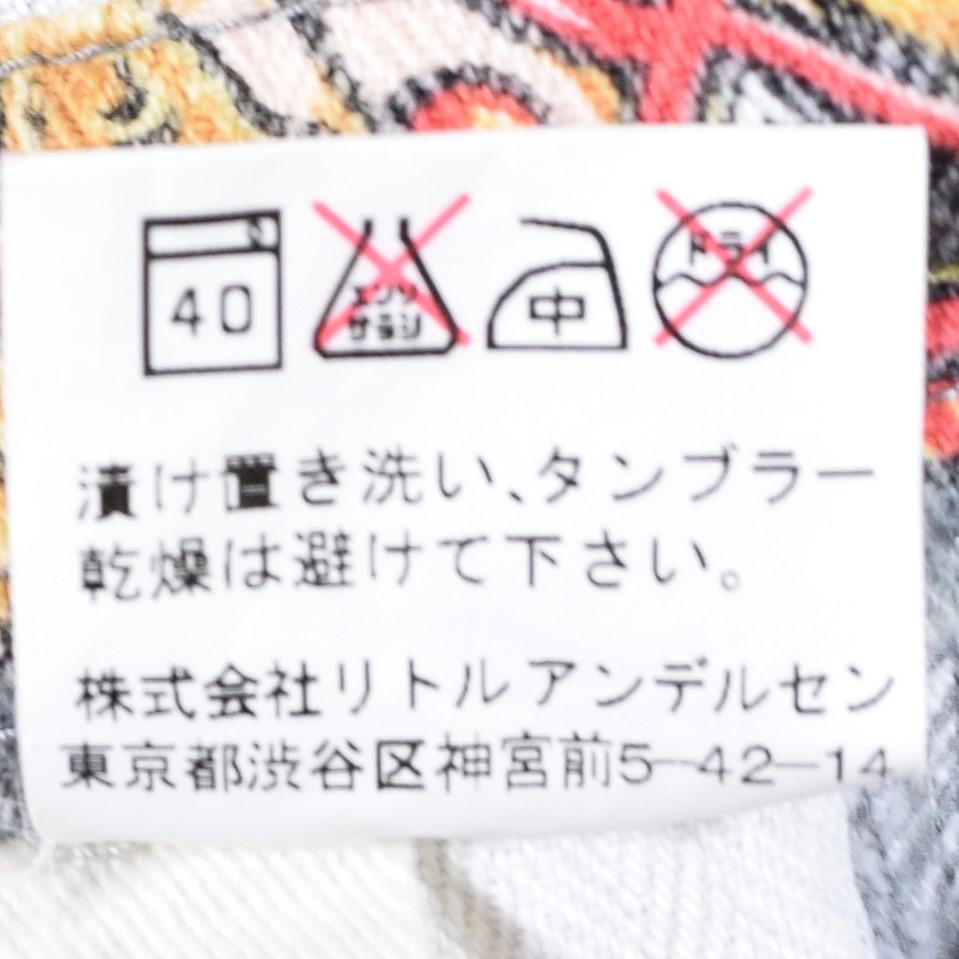 40
エンソ
サラシ
中
ドライ
漬け置き洗い、タンブラー
乾燥は避けて下さい。
株式会社リトルアンデルセン
東京都渋谷区神宮前5-42-14